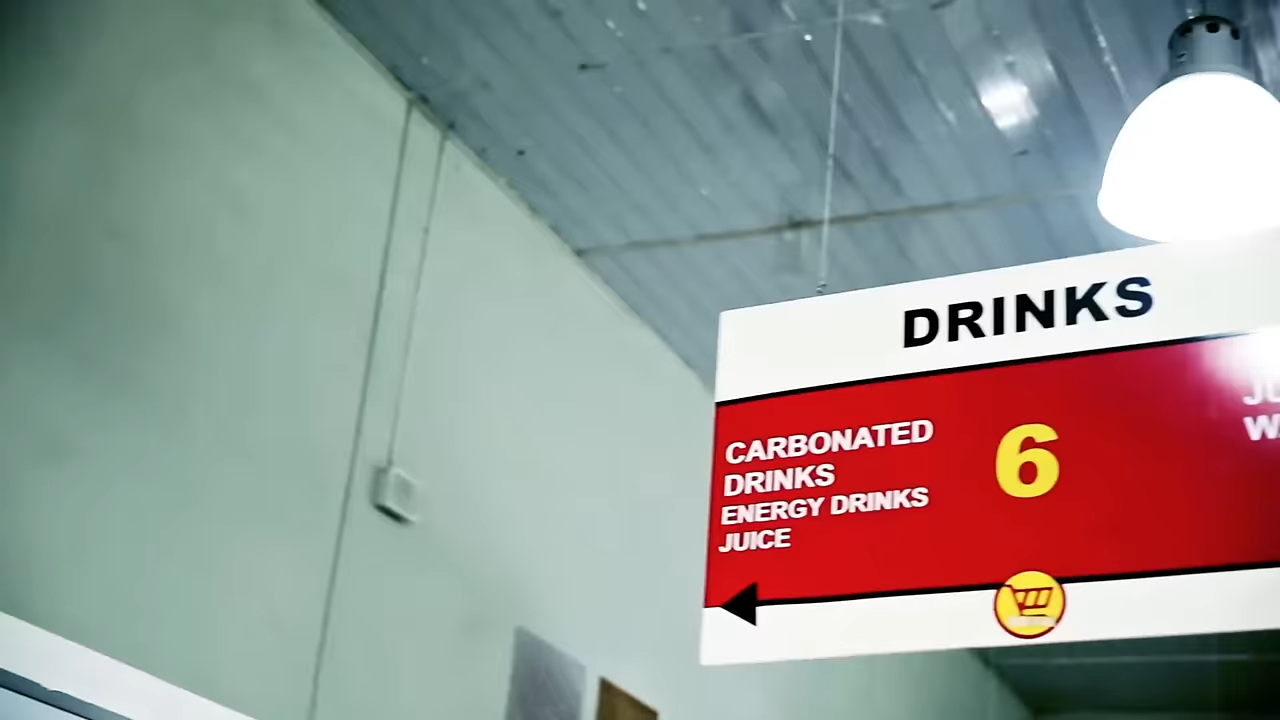 DRINKS
CARBONATED
DRINKS
ENERGY DRINKS
JUICE
6